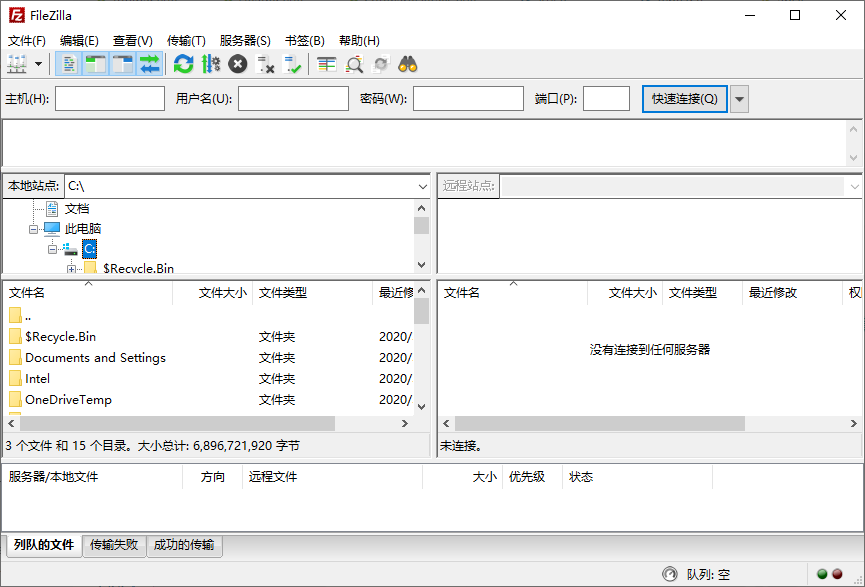 FileZilla
文件(F) 编辑(E) 查看(V) 传输(T) 服务器(S) 书签(B) 帮助(H)
主机(H): 用户名(U): 密码(W): 端口(P): 快速连接(Q)
本地站点: C:\ 远程站点:
文档
此电脑
C:
$Recycle.Bin
文件名 文件大小 文件类型 最近修
..
$Recycle.Bin 文件夹 2020/
Documents and Settings 文件夹 2020/
Intel 文件夹 2020/
OneDriveTemp 文件夹 2020/
3 个文件 和 15 个目录。大小总计: 6,896,721,920 字节
文件名 文件大小 文件类型 最近修改 权
没有连接到任何服务器
未连接。
服务器/本地文件 方向 远程文件 大小 优先级 状态
列队的文件 传输失败 成功的传输
队列: 空